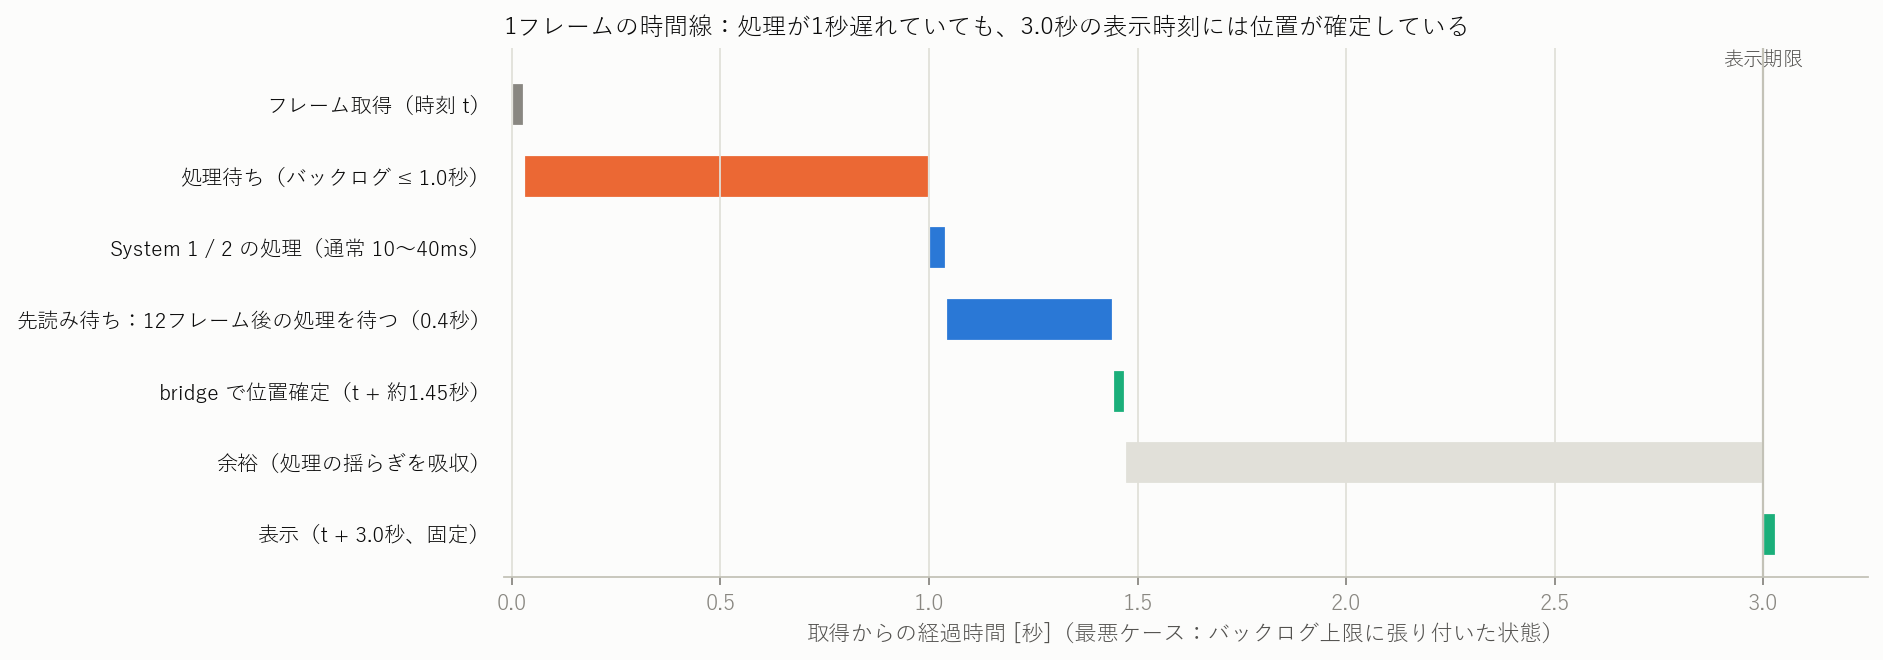 1フレームの時間線：処理が1秒遅れていても、3.0秒の表示時刻には位置が確定している
表示期限
フレーム取得（時刻 t）
処理待ち（バックログ ≤ 1.0秒）
System 1 / 2 の処理（通常 10〜40ms）
先読み待ち：12フレーム後の処理を待つ（0.4秒）
bridge で位置確定（t + 約1.45秒）
余裕（処理の揺らぎを吸収）
表示（t + 3.0秒、固定）
0.0 0.5 1.0 1.5 2.0 2.5 3.0
取得からの経過時間 [秒]（最悪ケース：バックログ上限に張り付いた状態）